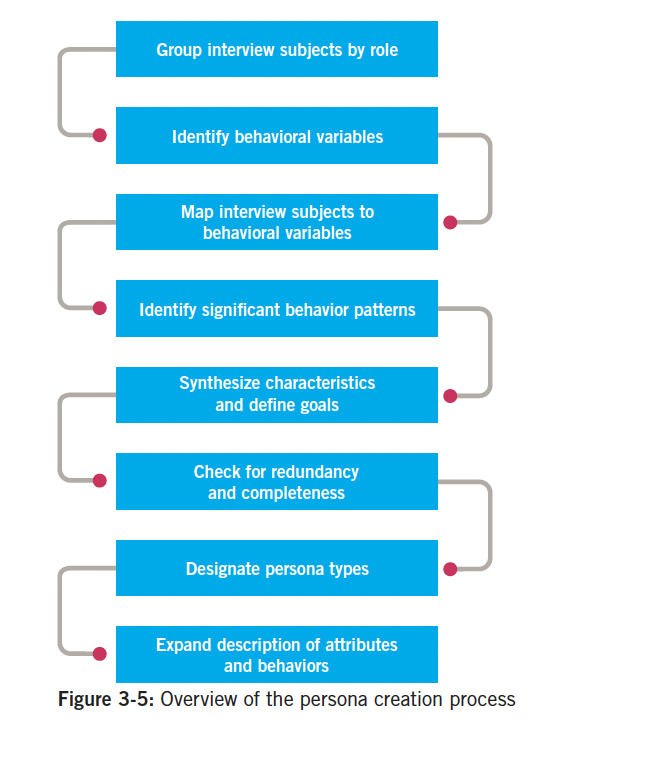 Group interview subjects by role
Identify behavioral variables
Map interview subjects to
behavioral variables
Identify significant behavior patterns
Synthesize characteristics
and define goals
Check for redundancy
and completeness
Designate persona types
Expand description of attributes
and behaviors
Figure 3-5: Overview of the persona creation process